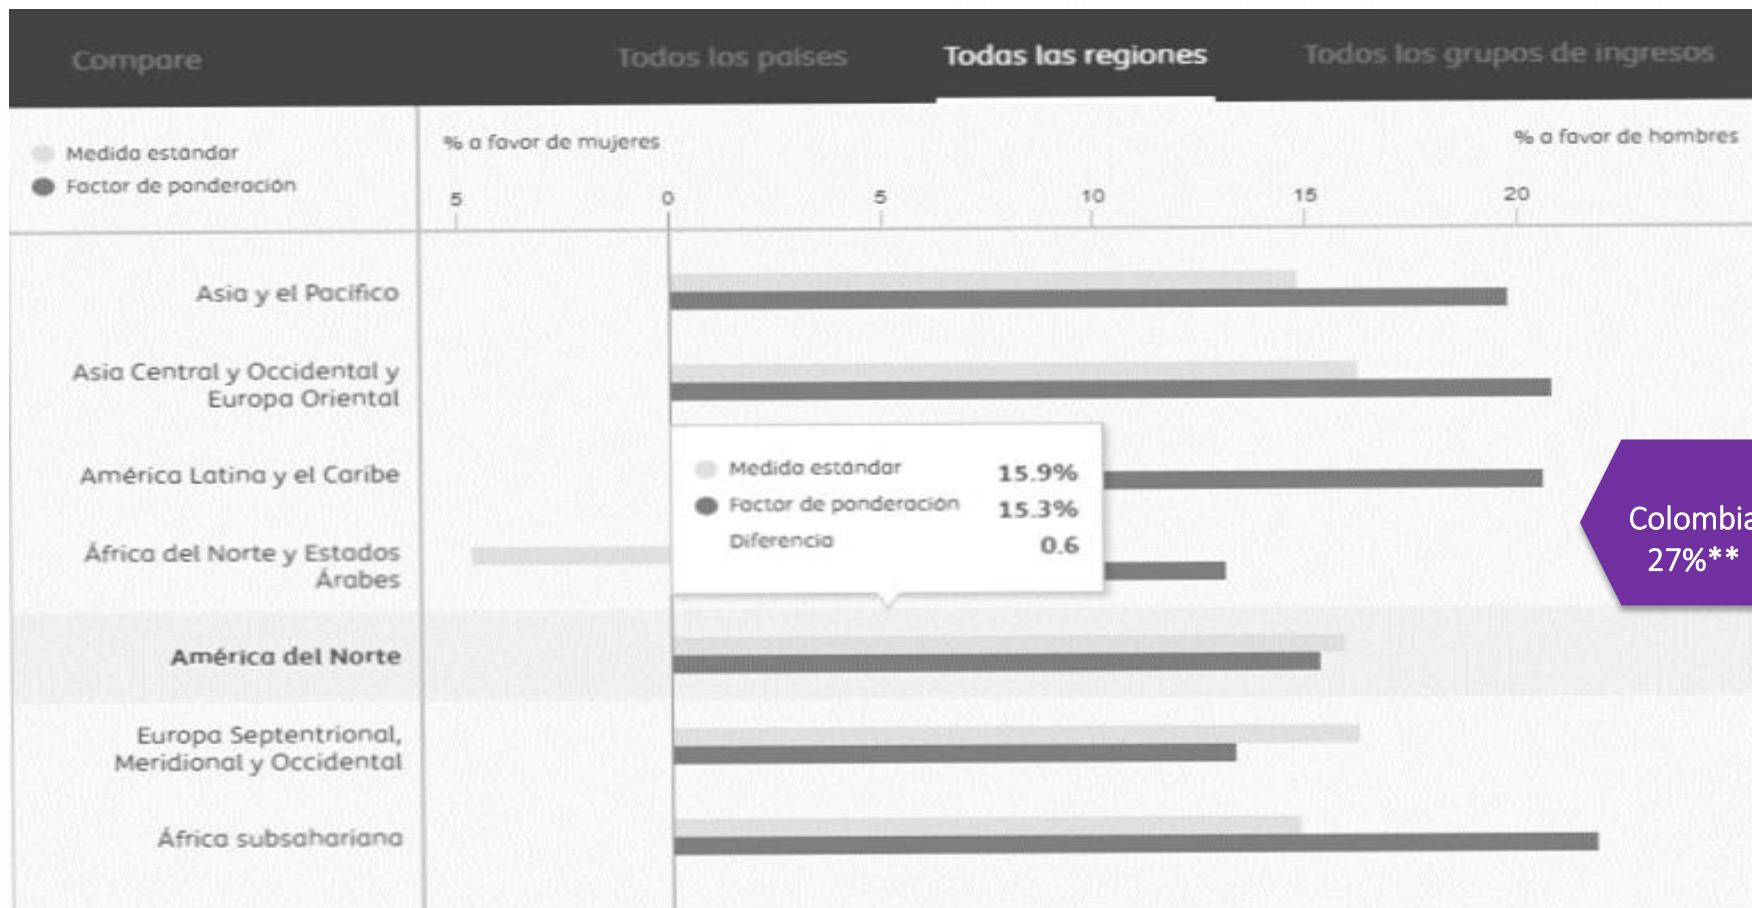 Compare
Todos los países
Todas las regiones
Todos los grupos de ingresos
Medida estándar
Factor de ponderación
% a favor de mujeres
% a favor de hombres
5
0
5
10
15
20
Asia y el Pacífico
Asia Central y Occidental y
Europa Oriental
América Latina y el Caribe
Medida estándar 15.9%
Factor de ponderación 15.3%
Diferencia 0.6
Colombia
27%**
África del Norte y Estados
Árabes
América del Norte
Europa Septentrional,
Meridional y Occidental
África subsahariana